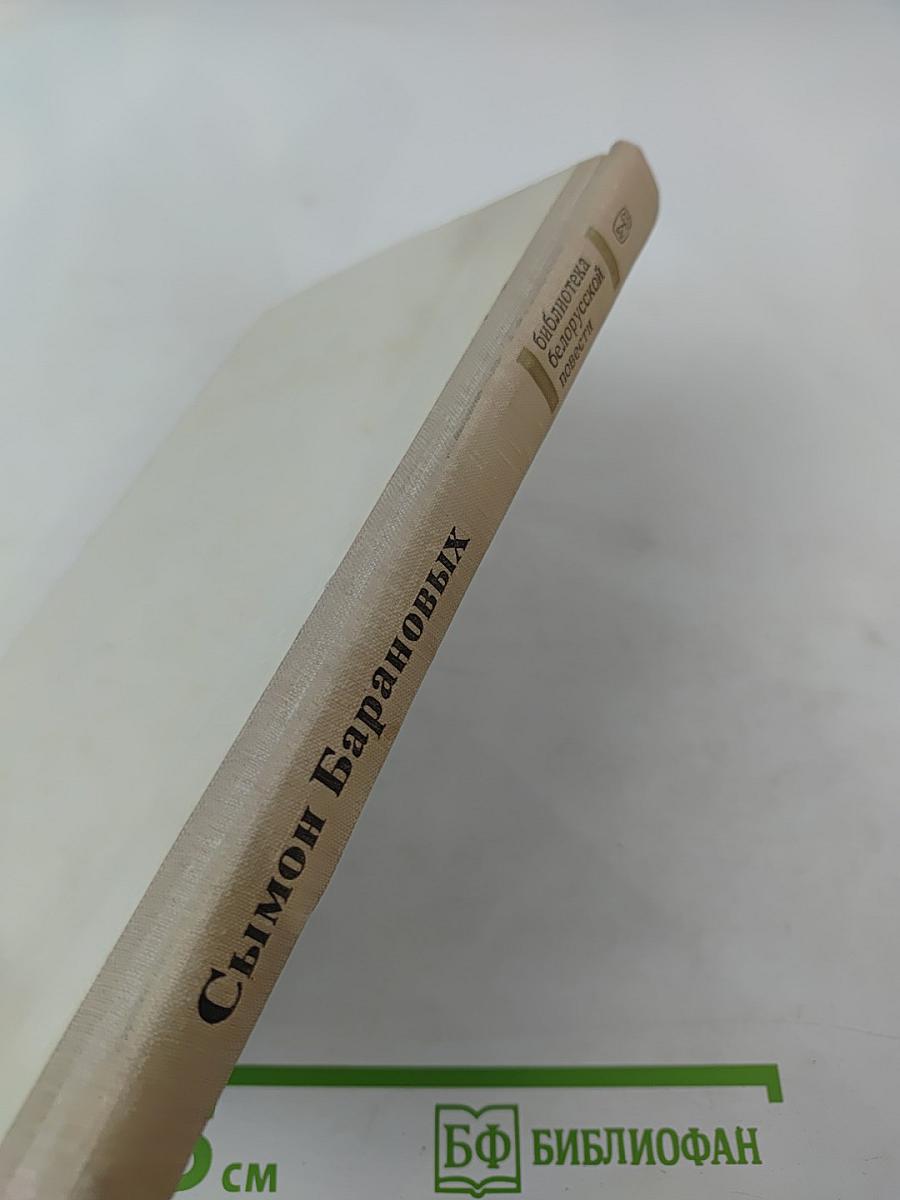 Сымон Барановых
библиотека
белорусской
повести
см
БФ БИБЛИОФАН